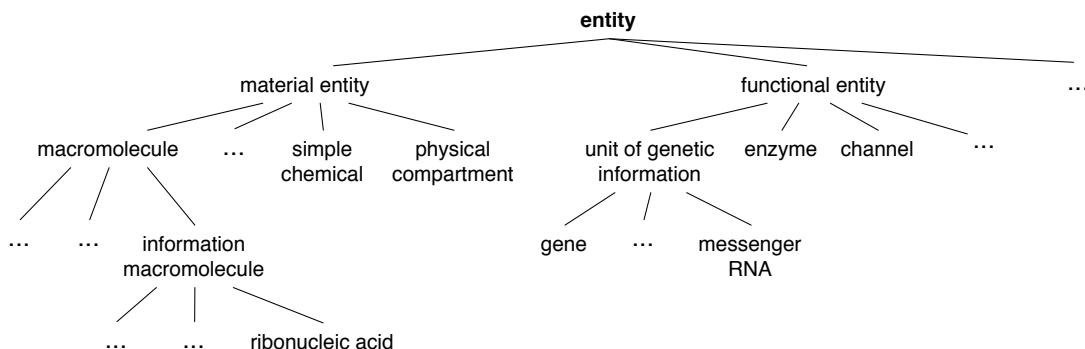 entity
material entity
functional entity
...
macromolecule
...
simple
chemical
physical
compartment
unit of genetic
information
enzyme
channel
...
...
...
information
macromolecule
gene
...
messenger
RNA
...
...
ribonucleic acid